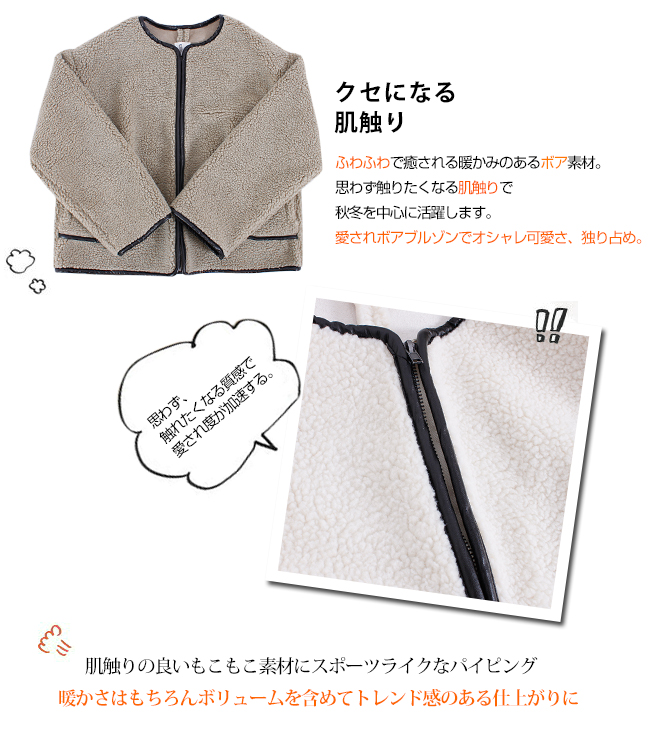 クセになる
肌触り
ふわふわで癒される暖かみのあるボア素材。
思わず触りたくなる肌触りで
秋冬を中心に活躍します。
愛されボアブルゾンでオシャレ可愛さ、独り占め。
!!
思わず、
触れたくなる質感で
愛され度が加速する。
肌触りの良いもこもこ素材にスポーツライクなパイピング
暖かさはもちろんボリュームを含めてトレンド感のある仕上がりに